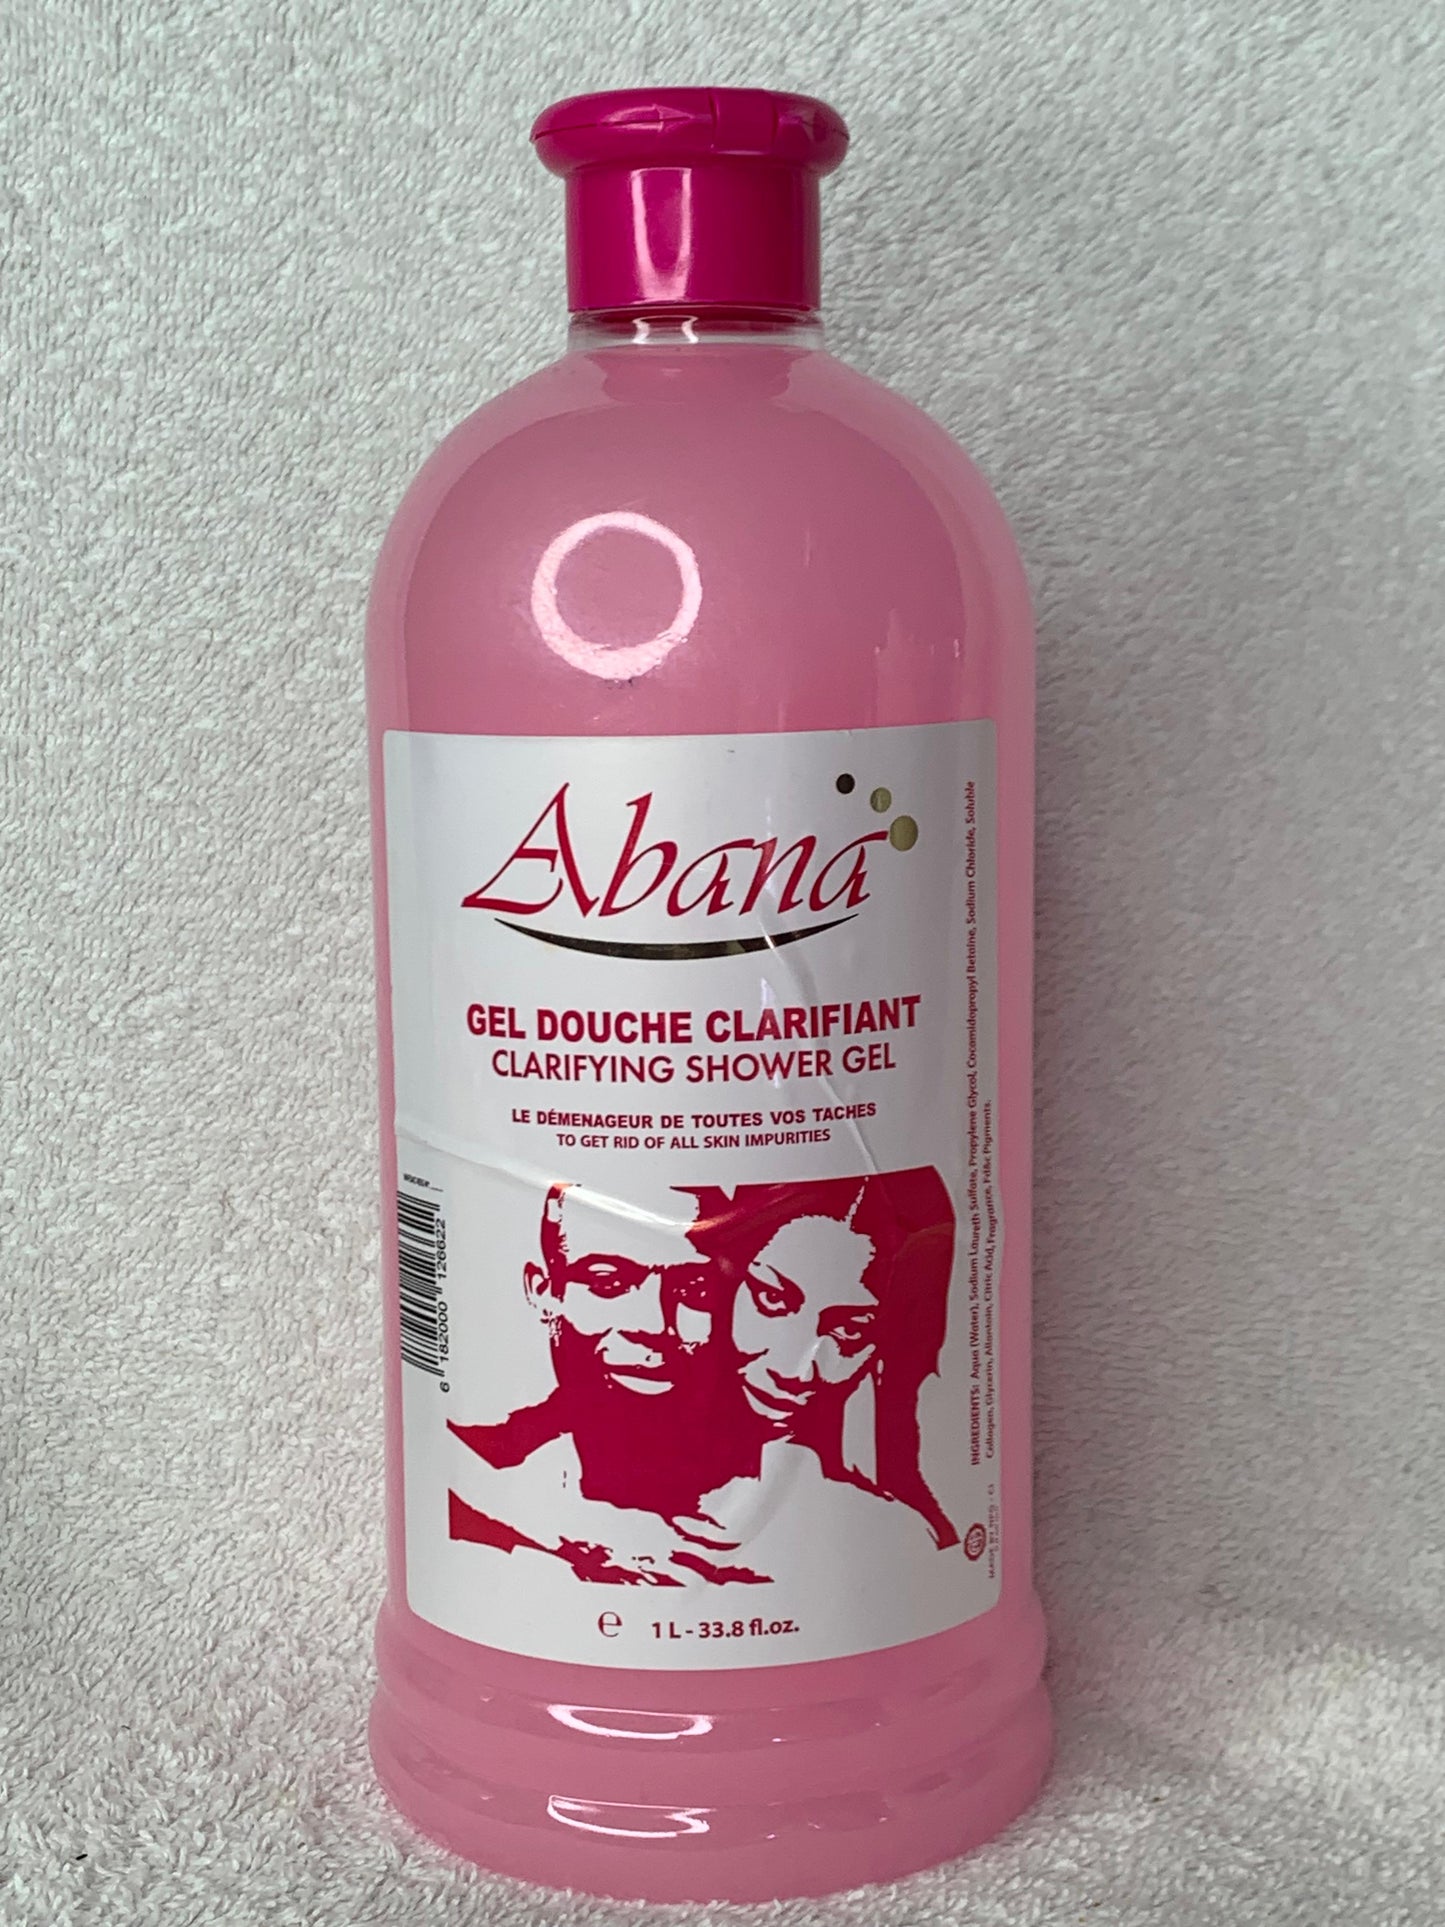 Abana
GEL DOUCHE CLARIFIANT
CLARIFYING SHOWER GEL
LE DÉMENAGEUR DE TOUTES VOS TACHES
TO GET RID OF ALL SKIN IMPURITIES
6 182000 126622
INGREDIENTS: Aqua (Water), Sodium Laureth Sulfate, Propylene Glycol, Cocamidopropyl Betaine, Sodium Chloride, Soluble
Collagen, Glycerin, Allantoin, Citric Acid, Fragrance, Fd&c Pigments.
℮ 1 L - 33.8 fl.oz.